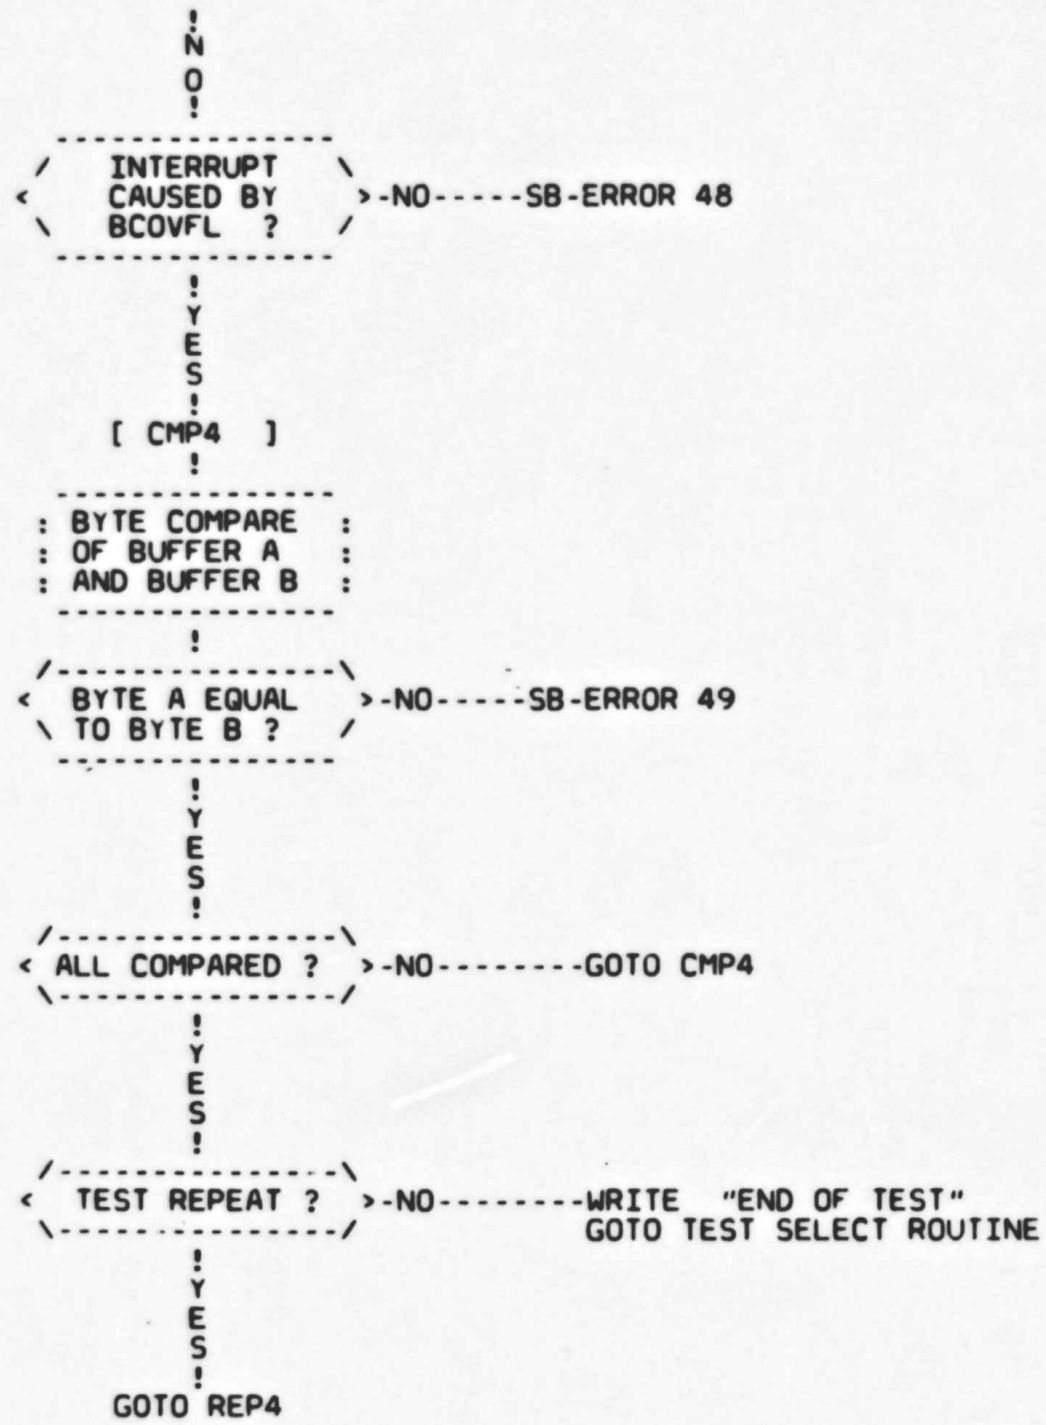 !
N
O
!
---------------
/ INTERRUPT \
< CAUSED BY >-NO-----SB-ERROR 48
\ BCOVFL ? /
---------------
!
Y
E
S
!
[ CMP4 ]
!
---------------
: BYTE COMPARE :
: OF BUFFER A :
: AND BUFFER B :
---------------
!
/---------------\
< BYTE A EQUAL >-NO-----SB-ERROR 49
\ TO BYTE B ? /
---------------
!
Y
E
S
!
/---------------\
< ALL COMPARED ? >-NO--------GOTO CMP4
\---------------/
!
Y
E
S
!
/---------------\
< TEST REPEAT ? >-NO--------WRITE "END OF TEST"
\---------------/ GOTO TEST SELECT ROUTINE
!
Y
E
S
!
GOTO REP4